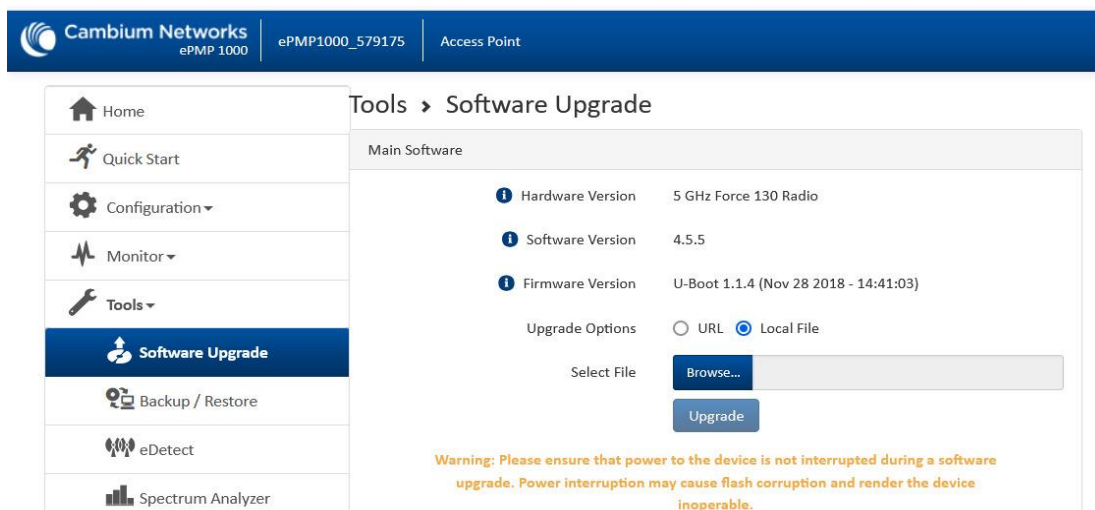 Cambium Networks
ePMP 1000
ePMP1000_579175
Access Point
Home
Quick Start
Configuration
Monitor
Tools
Software Upgrade
Backup / Restore
eDetect
Spectrum Analyzer
Tools > Software Upgrade
Main Software
Hardware Version 5 GHz Force 130 Radio
Software Version 4.5.5
Firmware Version U-Boot 1.1.4 (Nov 28 2018 - 14:41:03)
Upgrade Options URL Local File
Select File Browse...
Upgrade
Warning: Please ensure that power to the device is not interrupted during a software
upgrade. Power interruption may cause flash corruption and render the device
inoperable.